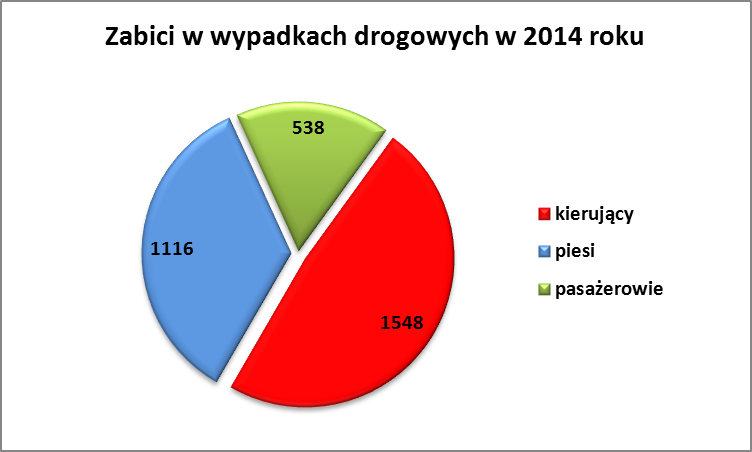 Zabici w wypadkach drogowych w 2014 roku
538
1116
1548
kierujący
piesi
pasażerowie